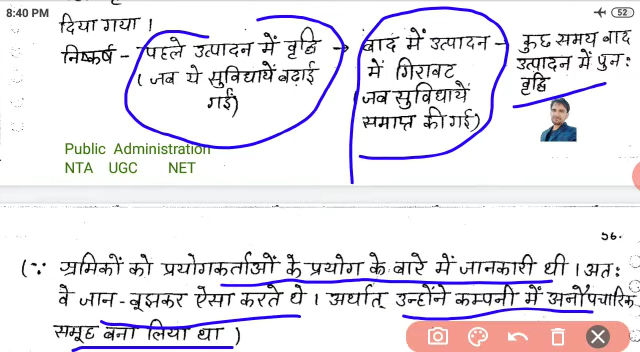 8:40 PM 52
दिया गया।
निष्कर्ष - पहले उत्पादन में वृद्धि → बाद में उत्पादन → कुछ समय बाद
(जब ये सुविधायें बढ़ाई में गिरावट उत्पादन में पुनः
गई) (जब सुविधायें वृद्धि
समाप्त की गई)
Public Administration
NTA UGC NET
56.
(∵ श्रमिकों को प्रयोगकर्ताओं के प्रयोग के बारे में जानकारी थी। अतः
वे जान-बूझकर ऐसा करते थे। अर्थात् उन्होंने कम्पनी में अनौपचारिक
समूह बना लिया था)